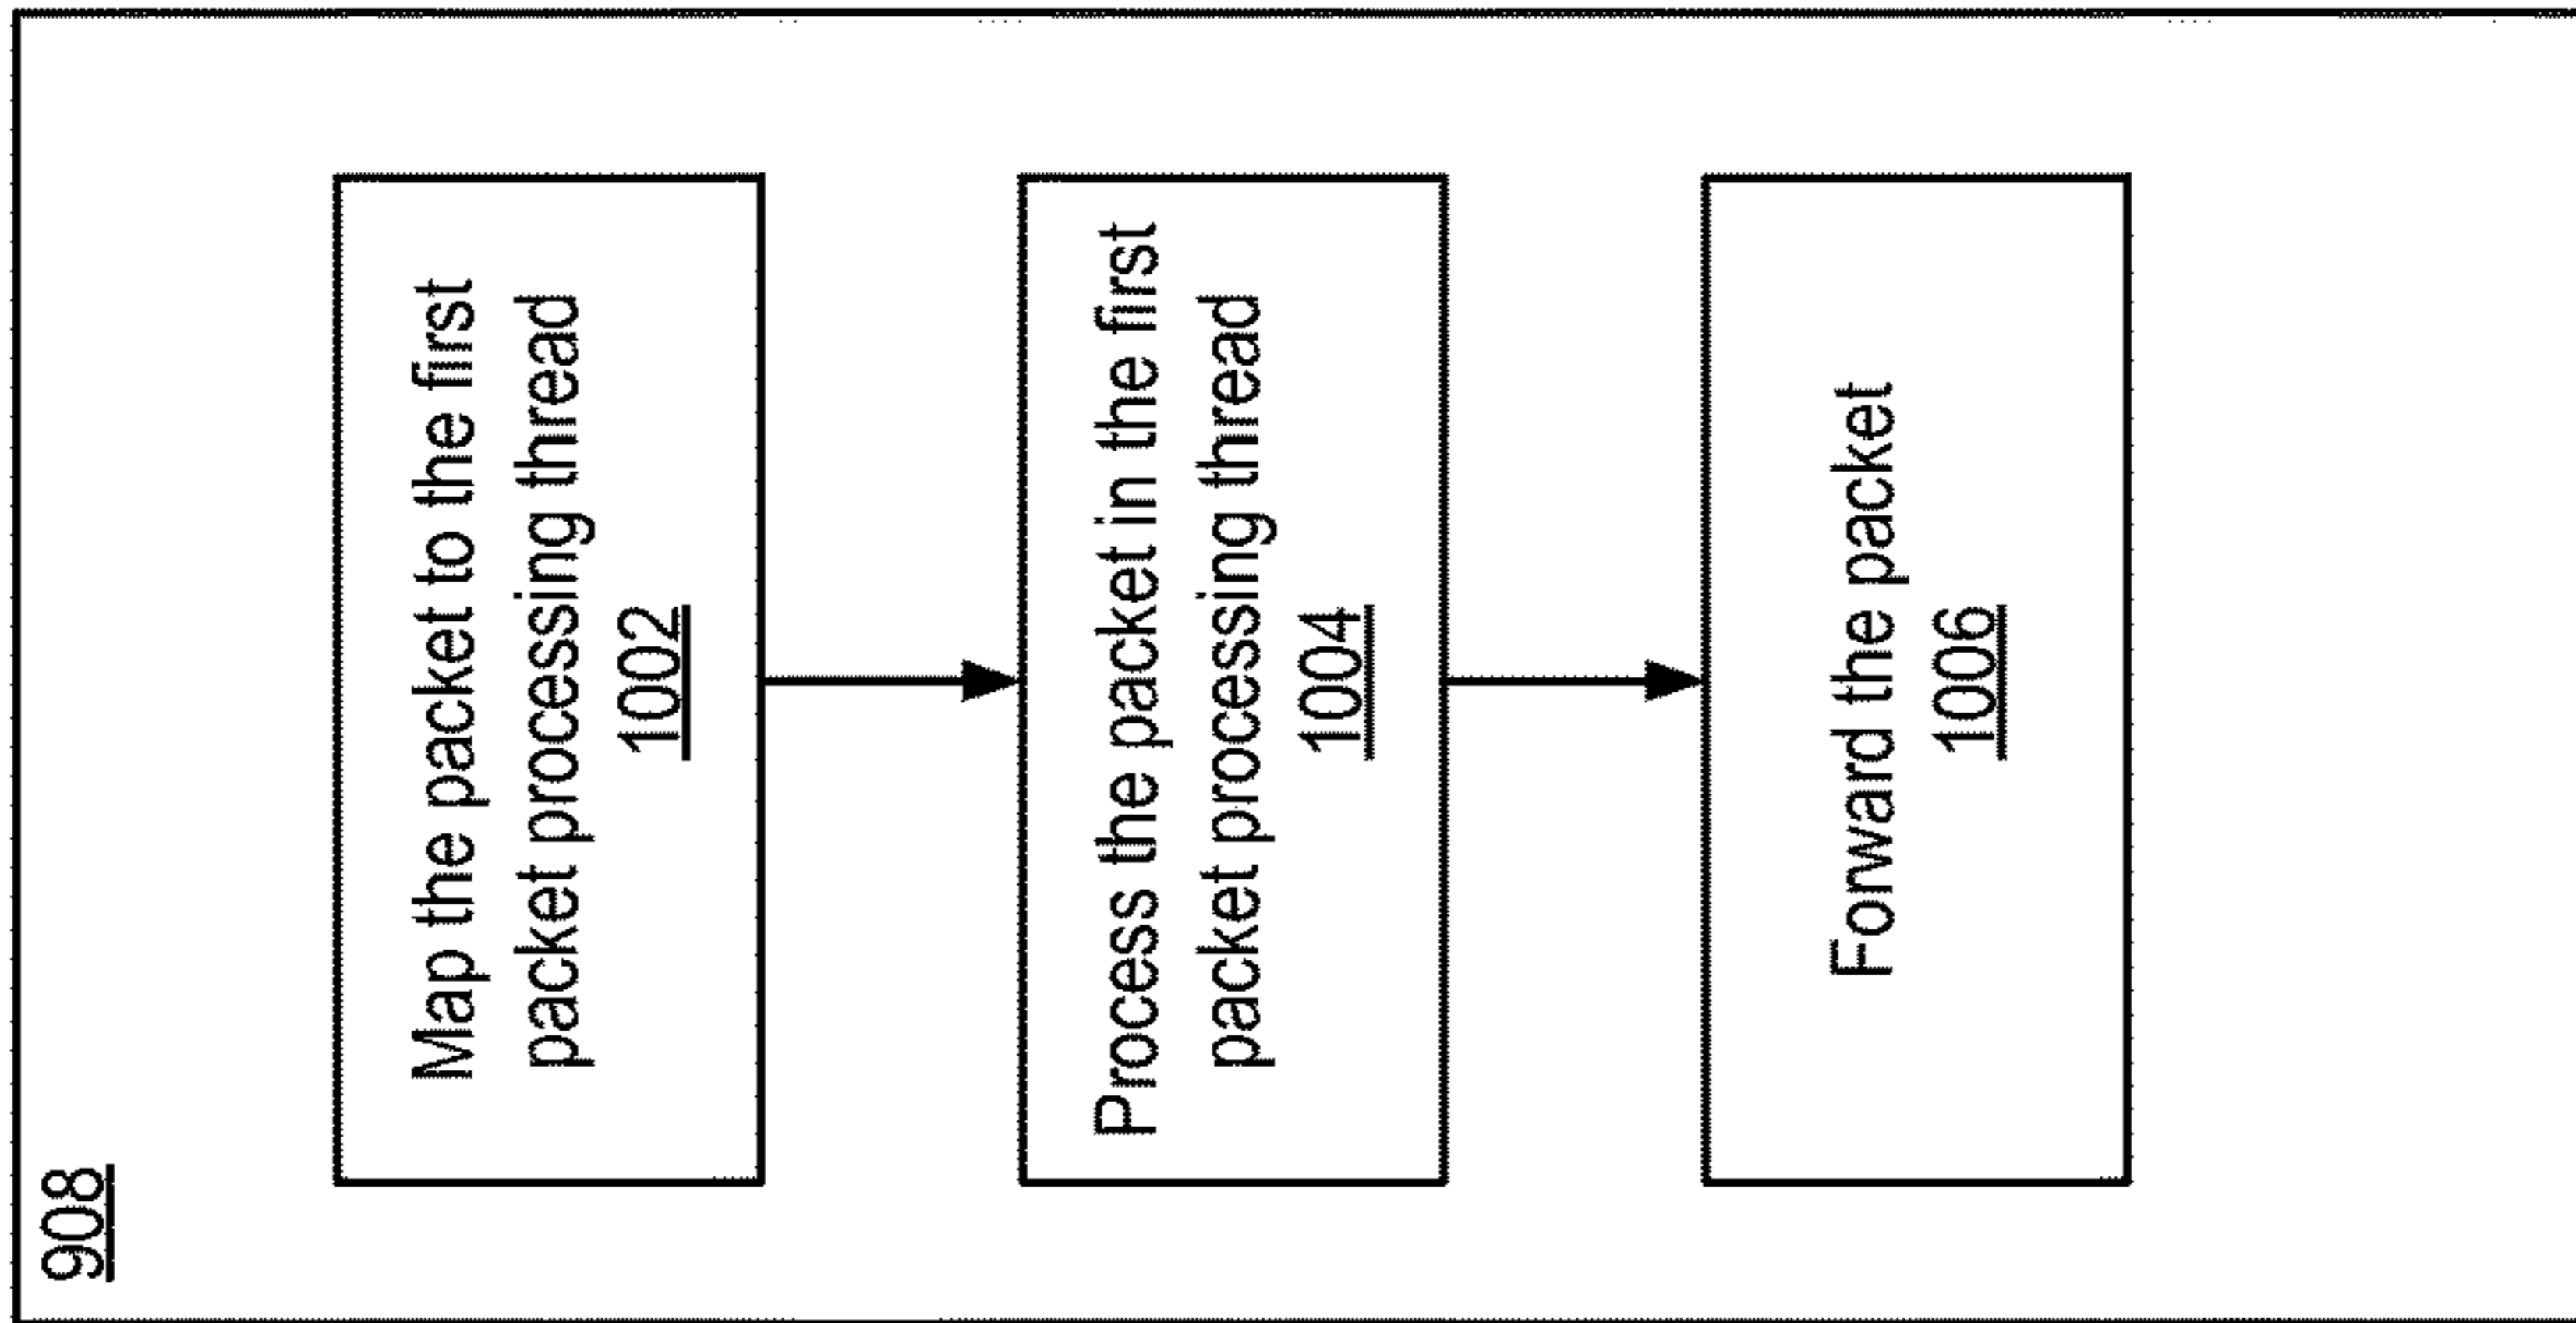 908
Map the packet to the first
packet processing thread
1002
Process the packet in the first
packet processing thread
1004
Forward the packet
1006